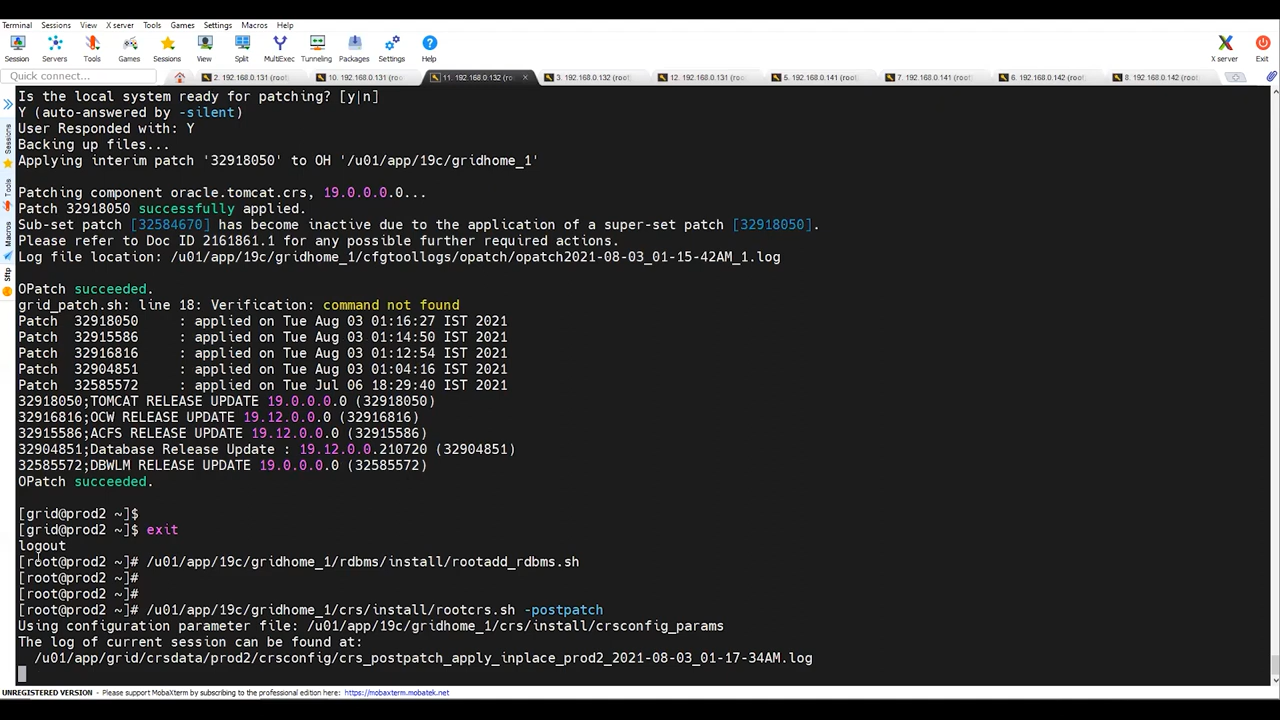 Terminal Sessions View X server Tools Games Settings Macros Help
Session Servers Tools Games Sessions View Split MultiExec Tunneling Packages Settings Help X server Exit
Quick connect... 2. 192.168.0.131 (root 10. 192.168.0.131 (root 11. 192.168.0.132 (roo 3. 192.168.0.132 (root 12. 192.168.0.131 (root 5. 192.168.0.141 (root 7. 192.168.0.141 (root 6. 192.168.0.142 (root 8. 192.168.0.142 (root
Sessions
Tools
Macros
Sftp
Is the local system ready for patching? [y|n]
Y (auto-answered by -silent)
User Responded with: Y
Backing up files...
Applying interim patch '32918050' to OH '/u01/app/19c/gridhome_1'
Patching component oracle.tomcat.crs, 19.0.0.0.0...
Patch 32918050 successfully applied.
Sub-set patch [32584670] has become inactive due to the application of a super-set patch [32918050].
Please refer to Doc ID 2161861.1 for any possible further required actions.
Log file location: /u01/app/19c/gridhome_1/cfgtoollogs/opatch/opatch2021-08-03_01-15-42AM_1.log
OPatch succeeded.
grid_patch.sh: line 18: Verification: command not found
Patch 32918050 : applied on Tue Aug 03 01:16:27 IST 2021
Patch 32915586 : applied on Tue Aug 03 01:14:50 IST 2021
Patch 32916816 : applied on Tue Aug 03 01:12:54 IST 2021
Patch 32904851 : applied on Tue Aug 03 01:04:16 IST 2021
Patch 32585572 : applied on Tue Jul 06 18:29:40 IST 2021
32918050;TOMCAT RELEASE UPDATE 19.0.0.0.0 (32918050)
32916816;OCW RELEASE UPDATE 19.12.0.0.0 (32916816)
32915586;ACFS RELEASE UPDATE 19.12.0.0.0 (32915586)
32904851;Database Release Update : 19.12.0.0.210720 (32904851)
32585572;DBWLM RELEASE UPDATE 19.0.0.0.0 (32585572)
OPatch succeeded.
[grid@prod2 ~]$
[grid@prod2 ~]$ exit
logout
[root@prod2 ~]# /u01/app/19c/gridhome_1/rdbms/install/rootadd_rdbms.sh
[root@prod2 ~]#
[root@prod2 ~]#
[root@prod2 ~]# /u01/app/19c/gridhome_1/crs/install/rootcrs.sh -postpatch
Using configuration parameter file: /u01/app/19c/gridhome_1/crs/install/crsconfig_params
The log of current session can be found at:
/u01/app/grid/crsdata/prod2/crsconfig/crs_postpatch_apply_inplace_prod2_2021-08-03_01-17-34AM.log
UNREGISTERED VERSION - Please support MobaXterm by subscribing to the professional edition here: https://mobaxterm.mobatek.net